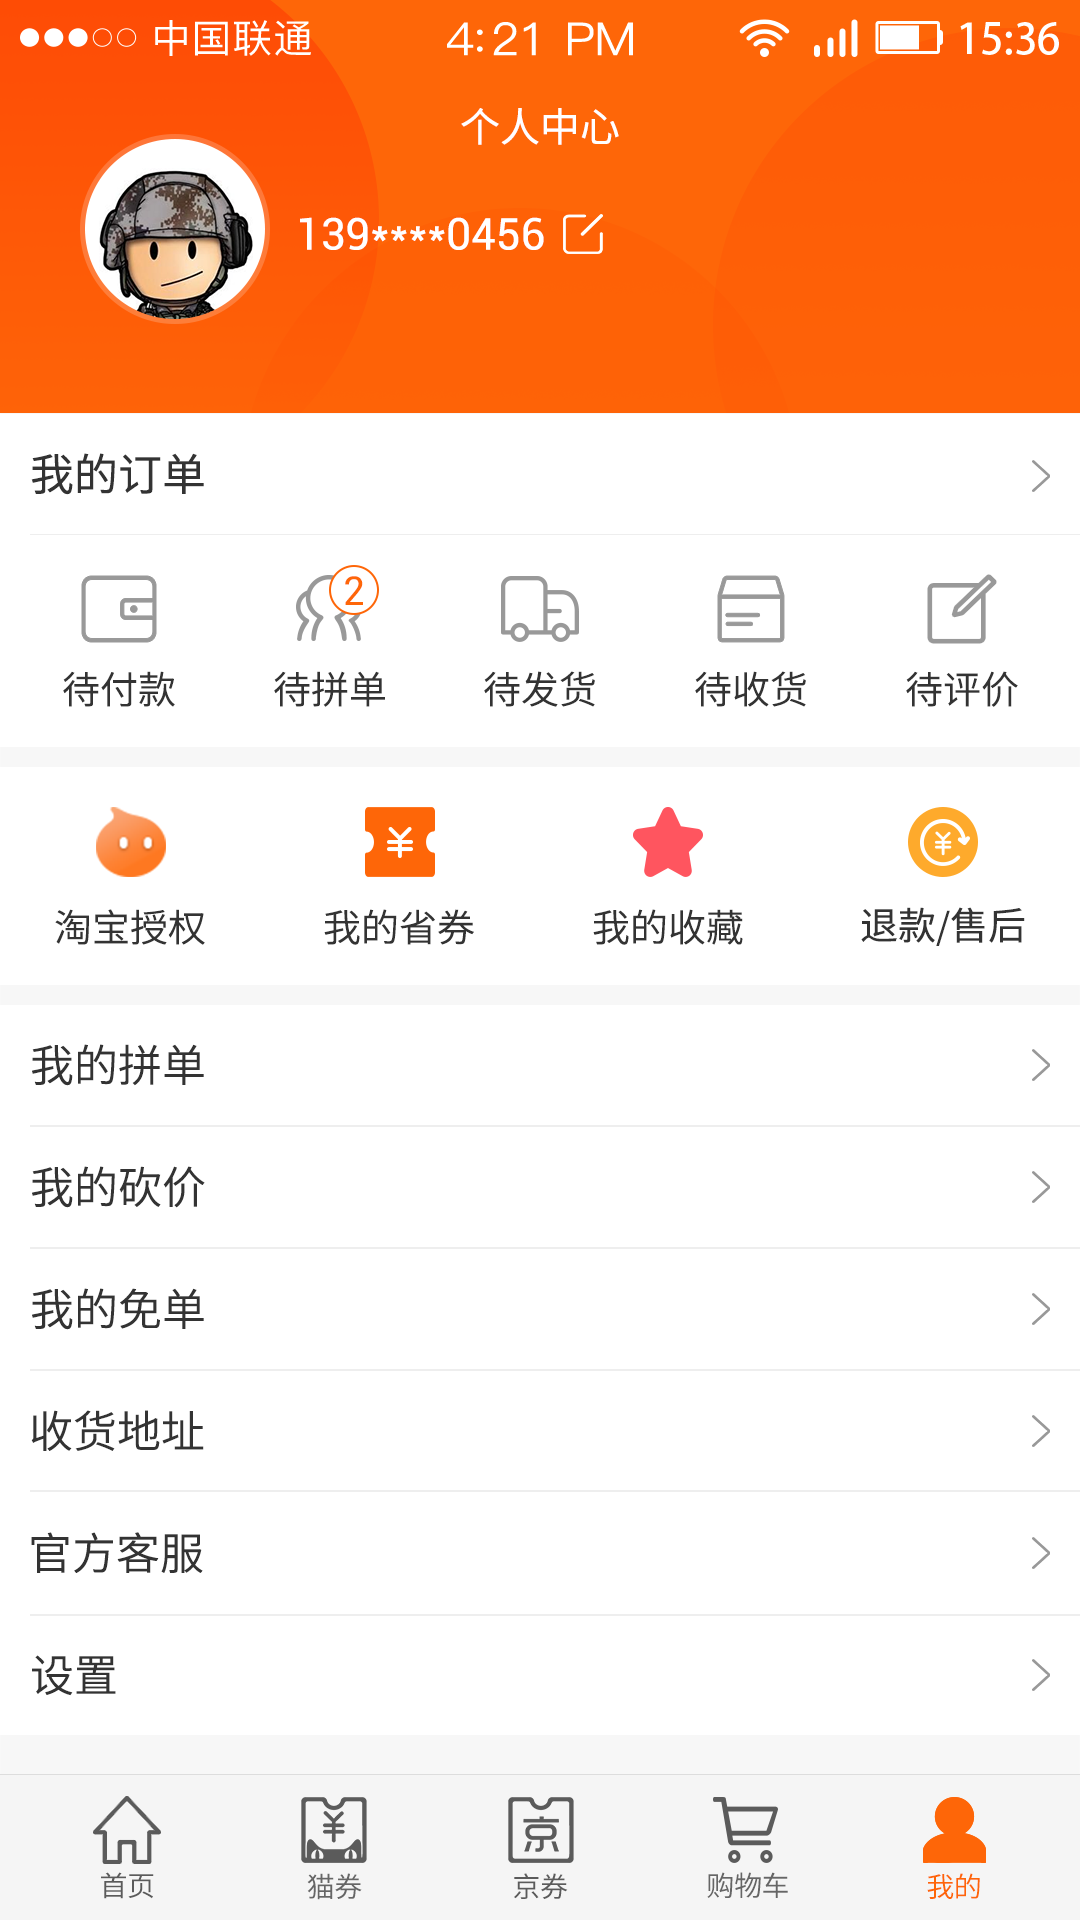 中国联通 4:21 PM 15:36
个人中心
139****0456
我的订单
2
待付款 待拼单 待发货 待收货 待评价
淘宝授权 我的省券 我的收藏 退款/售后
我的拼单
我的砍价
我的免单
收货地址
官方客服
设置
京
首页 猫券 京券 购物车 我的